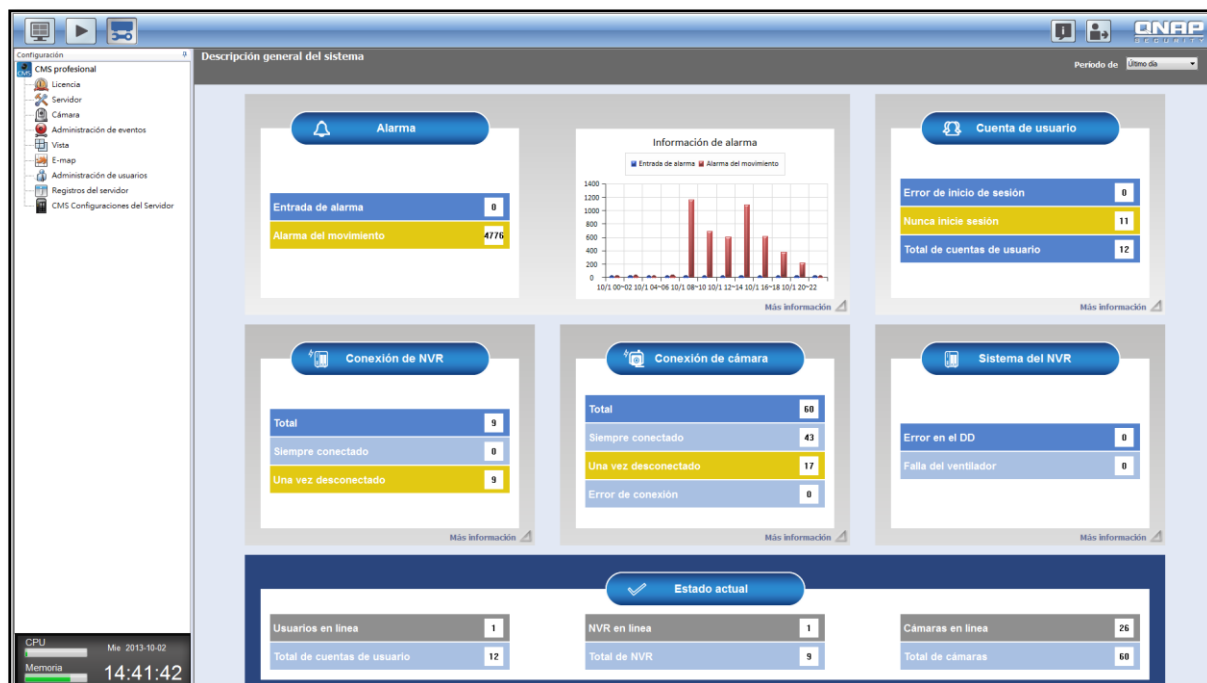 QNAP
SECURITY
Configuración
CMS profesional
Licencia
Servidor
Cámara
Administración de eventos
Vista
E-map
Administración de usuarios
Registros del servidor
CMS Configuraciones del Servidor
Descripción general del sistema
Período de Último día
Alarma
Entrada de alarma 0
Alarma del movimiento 4776
Información de alarma
Entrada de alarma Alarma del movimiento
1400
1200
1000
800
600
400
200
0
10/1 00~02 10/1 04~06 10/1 08~10 10/1 12~14 10/1 16~18 10/1 20~22
Más información
Cuenta de usuario
Error de inicio de sesión 0
Nunca inicie sesión 11
Total de cuentas de usuario 12
Más información
Conexión de NVR
Total 9
Siempre conectado 0
Una vez desconectado 9
Más información
Conexión de cámara
Total 60
Siempre conectado 43
Una vez desconectado 17
Error de conexión 0
Más información
Sistema del NVR
Error en el DD 0
Falla del ventilador 0
Más información
Estado actual
Usuarios en línea 1
Total de cuentas de usuario 12
NVR en línea 1
Total de NVR 9
Cámaras en línea 26
Total de cámaras 60
CPU
Mie 2013-10-02
Memoria
14:41:42